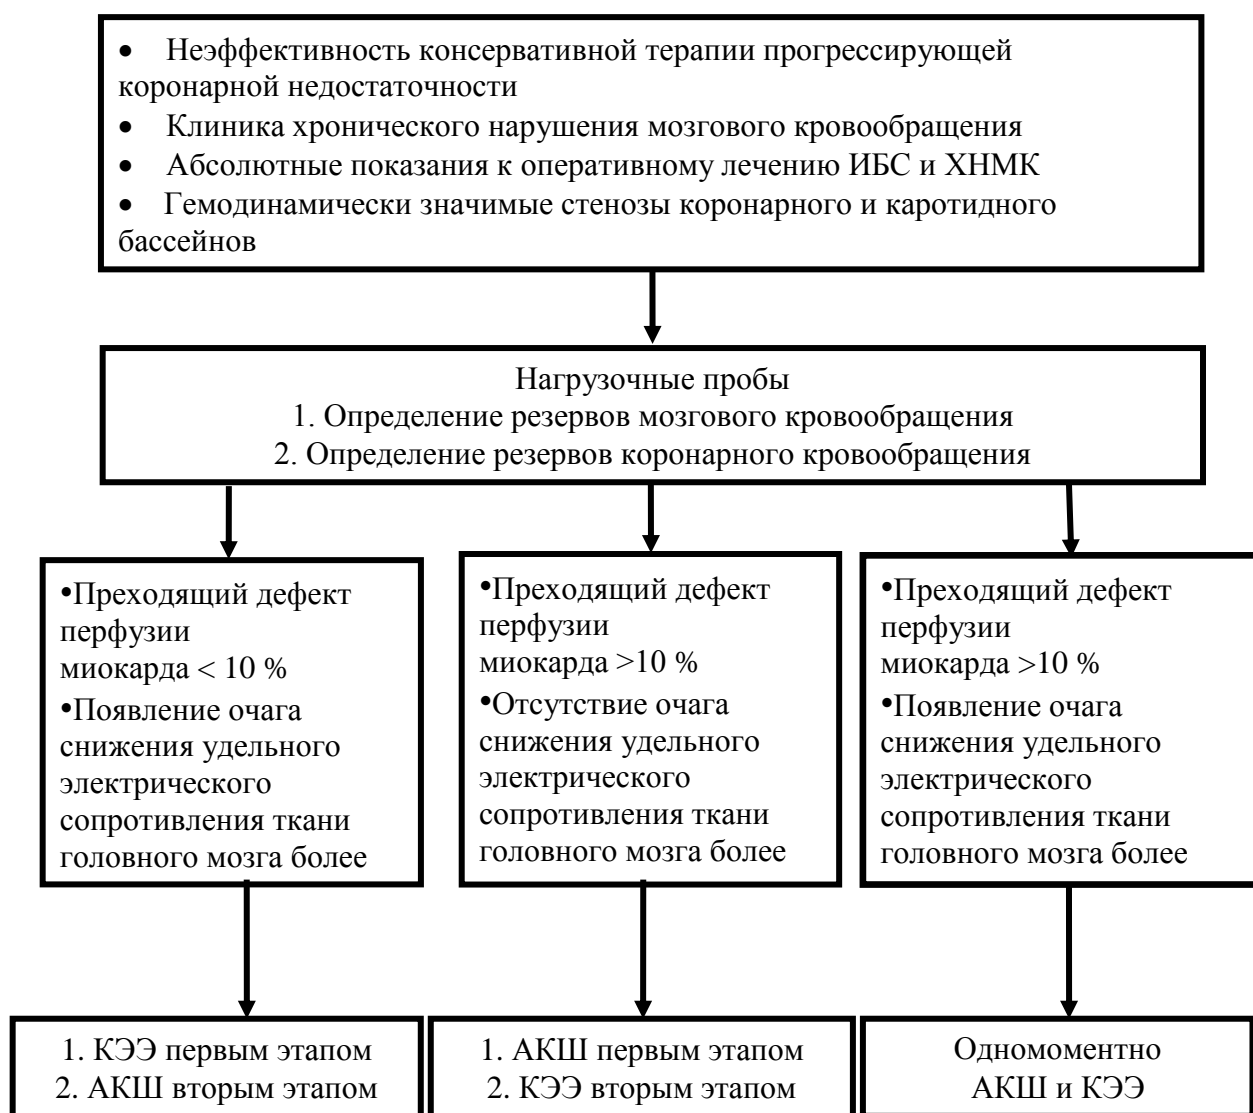 • Неэффективность консервативной терапии прогрессирующей
коронарной недостаточности
• Клиника хронического нарушения мозгового кровообращения
• Абсолютные показания к оперативному лечению ИБС и ХНМК
• Гемодинамически значимые стенозы коронарного и каротидного
бассейнов
Нагрузочные пробы
1. Определение резервов мозгового кровообращения
2. Определение резервов коронарного кровообращения
•Преходящий дефект
перфузии
миокарда < 10 %
•Появление очага
снижения удельного
электрического
сопротивления ткани
головного мозга более
•Преходящий дефект
перфузии
миокарда >10 %
•Отсутствие очага
снижения удельного
электрического
сопротивления ткани
головного мозга более
•Преходящий дефект
перфузии
миокарда >10 %
•Появление очага
снижения удельного
электрического
сопротивления ткани
головного мозга более
1. КЭЭ первым этапом
2. АКШ вторым этапом
1. АКШ первым этапом
2. КЭЭ вторым этапом
Одномоментно
АКШ и КЭЭ